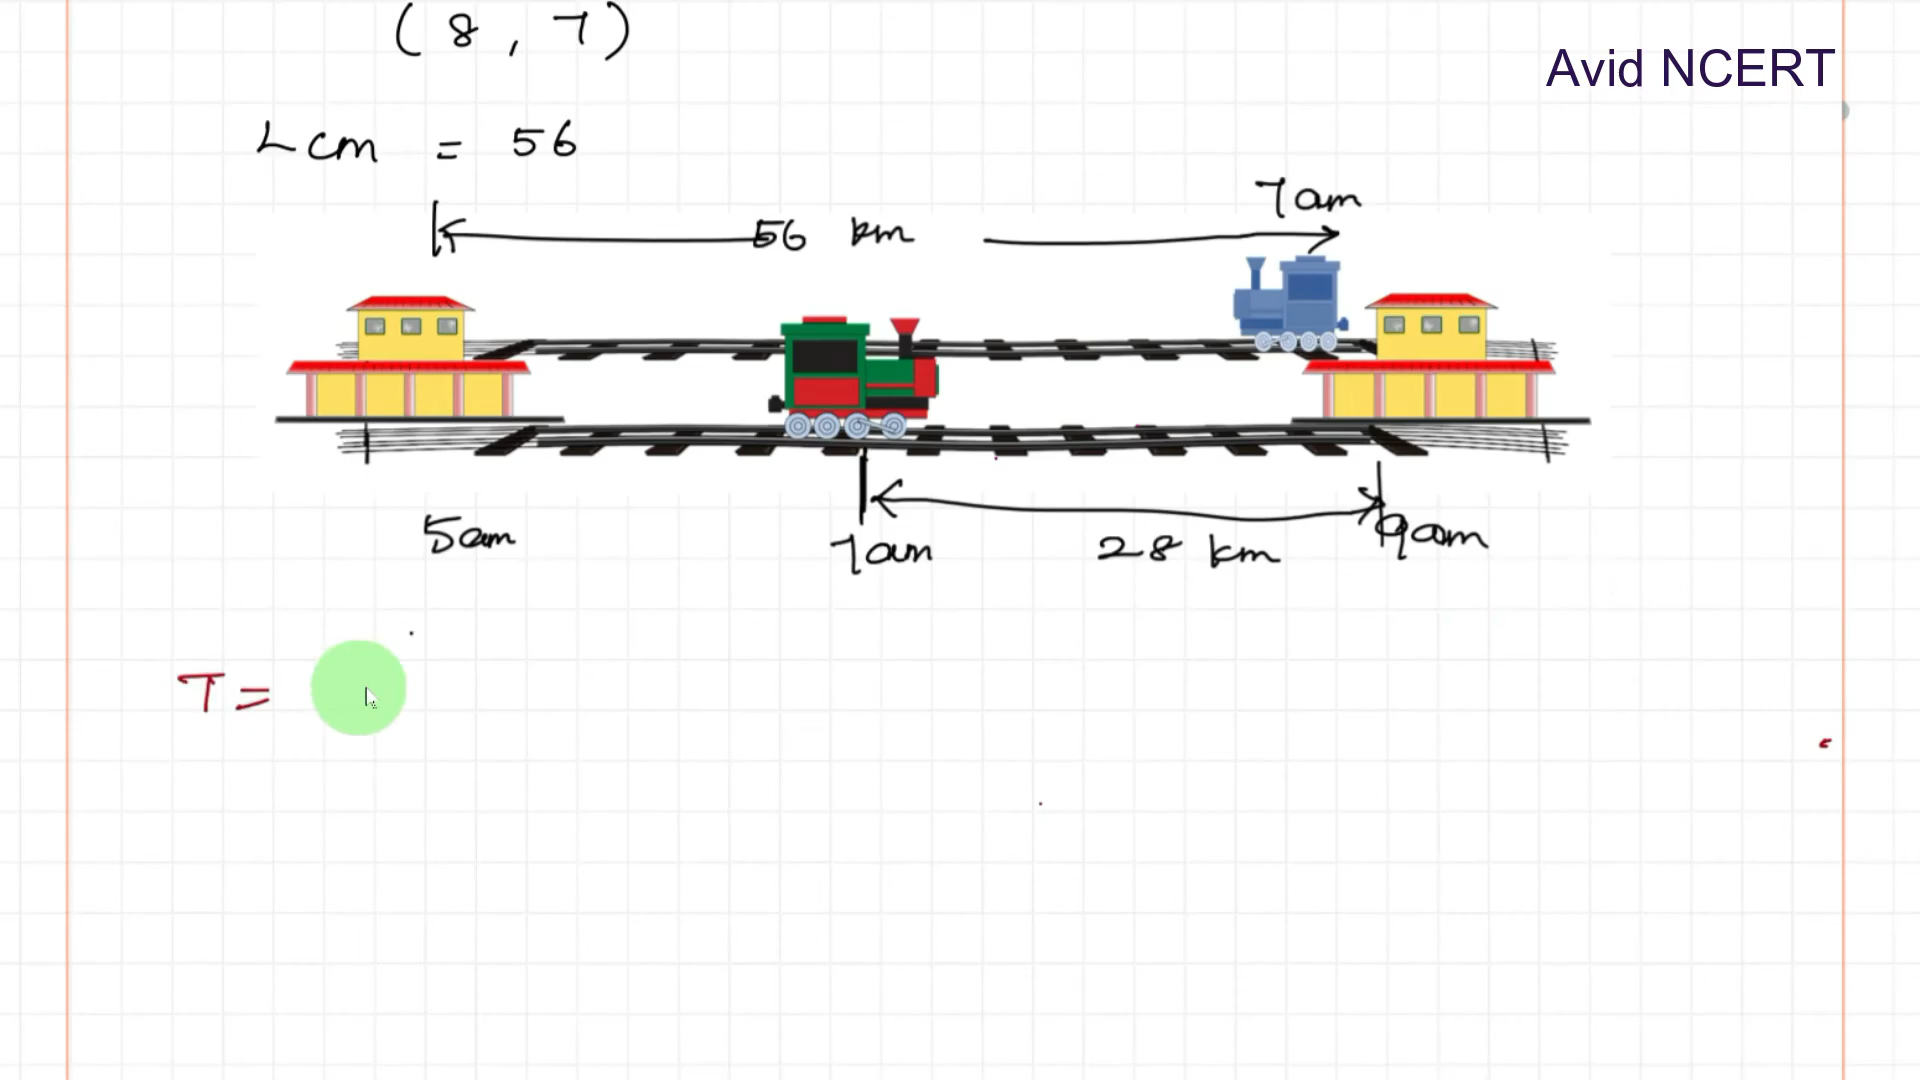 (8, 7)
Avid NCERT
Lcm = 56
7am
56 km
5am
7am
28 km
9am
T=